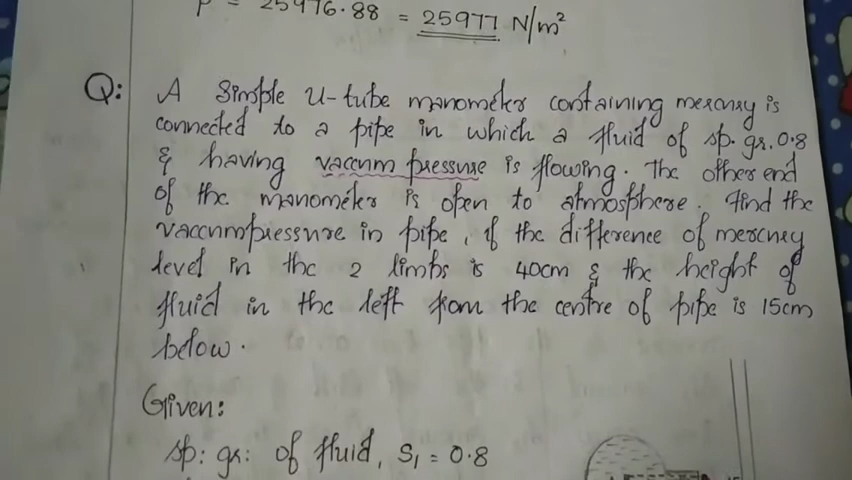 p = 25976.88 = 25977 N/m²
Q: A simple U-tube manometer containing mercury is
connected to a pipe in which a fluid of sp. gr. 0.8
& having vaccum pressure is flowing. The other end
of the manometer is open to atmosphere. Find the
vaccumpressure in pipe, if the difference of mercury
level in the 2 limbs is 40cm & the height of
fluid in the left from the centre of pipe is 15cm
below.
Given:
sp: gr: of fluid, S₁ = 0.8